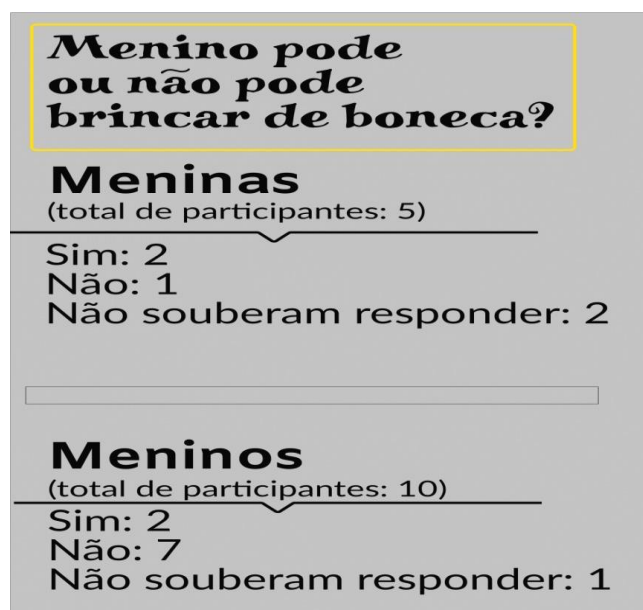 Menino pode
ou não pode
brincar de boneca?
Meninas
(total de participantes: 5)
Sim: 2
Não: 1
Não souberam responder: 2
Meninos
(total de participantes: 10)
Sim: 2
Não: 7
Não souberam responder: 1